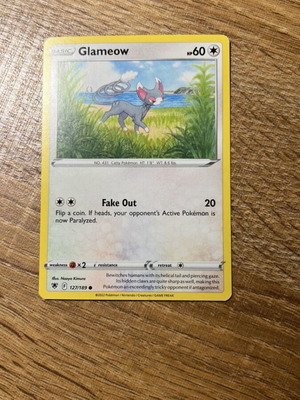 BASIC Glameow HP 60
NO. 431 Catty Pokémon HT: 1'8" WT: 8.6 lbs.
Fake Out 20
Flip a coin. If heads, your opponent's Active Pokémon is
now Paralyzed.
weakness ×2 resistance retreat
Illus. Naoyo Kimura
Bewitches humans with its helical tail and piercing gaze.
Its hidden claws are quite sharp as well, making this
Pokémon an exceedingly tricky opponent if antagonized.
F 127/189
©2022 Pokémon / Nintendo / Creatures / GAME FREAK